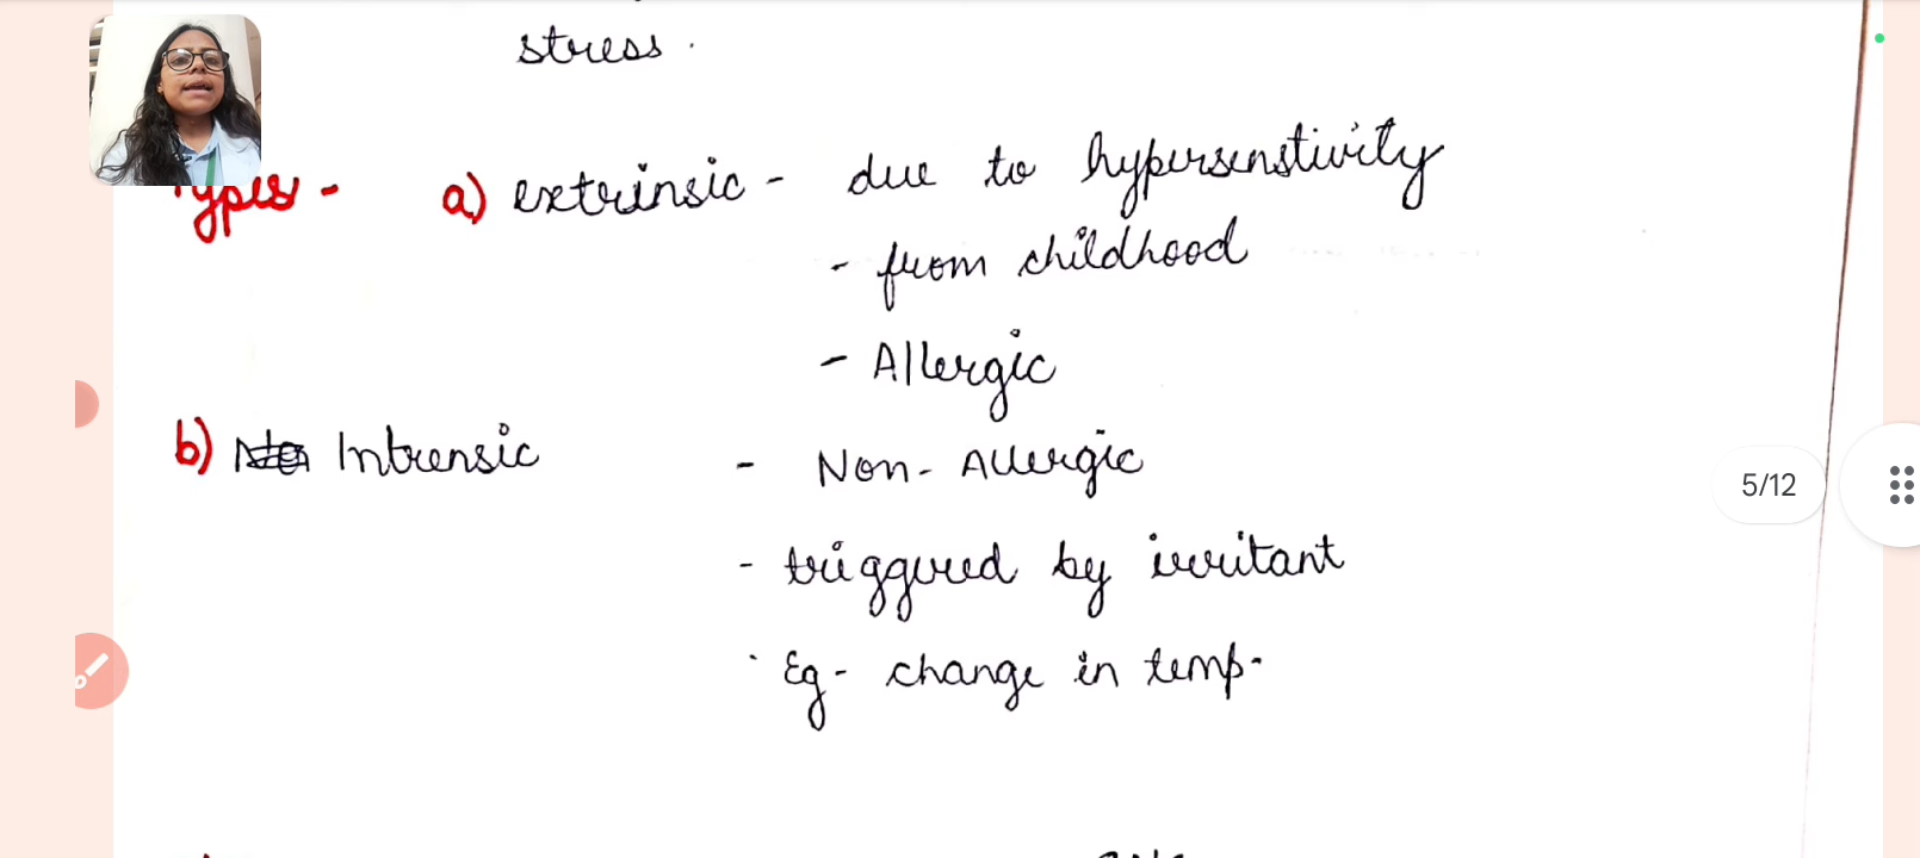 stress.
Types - a) extrinsic - due to hypersenstivity
- from childhood
- Allergic
b) Intrensic - Non-Allergic
- triggered by irritant
Eg - change in temp.
5/12